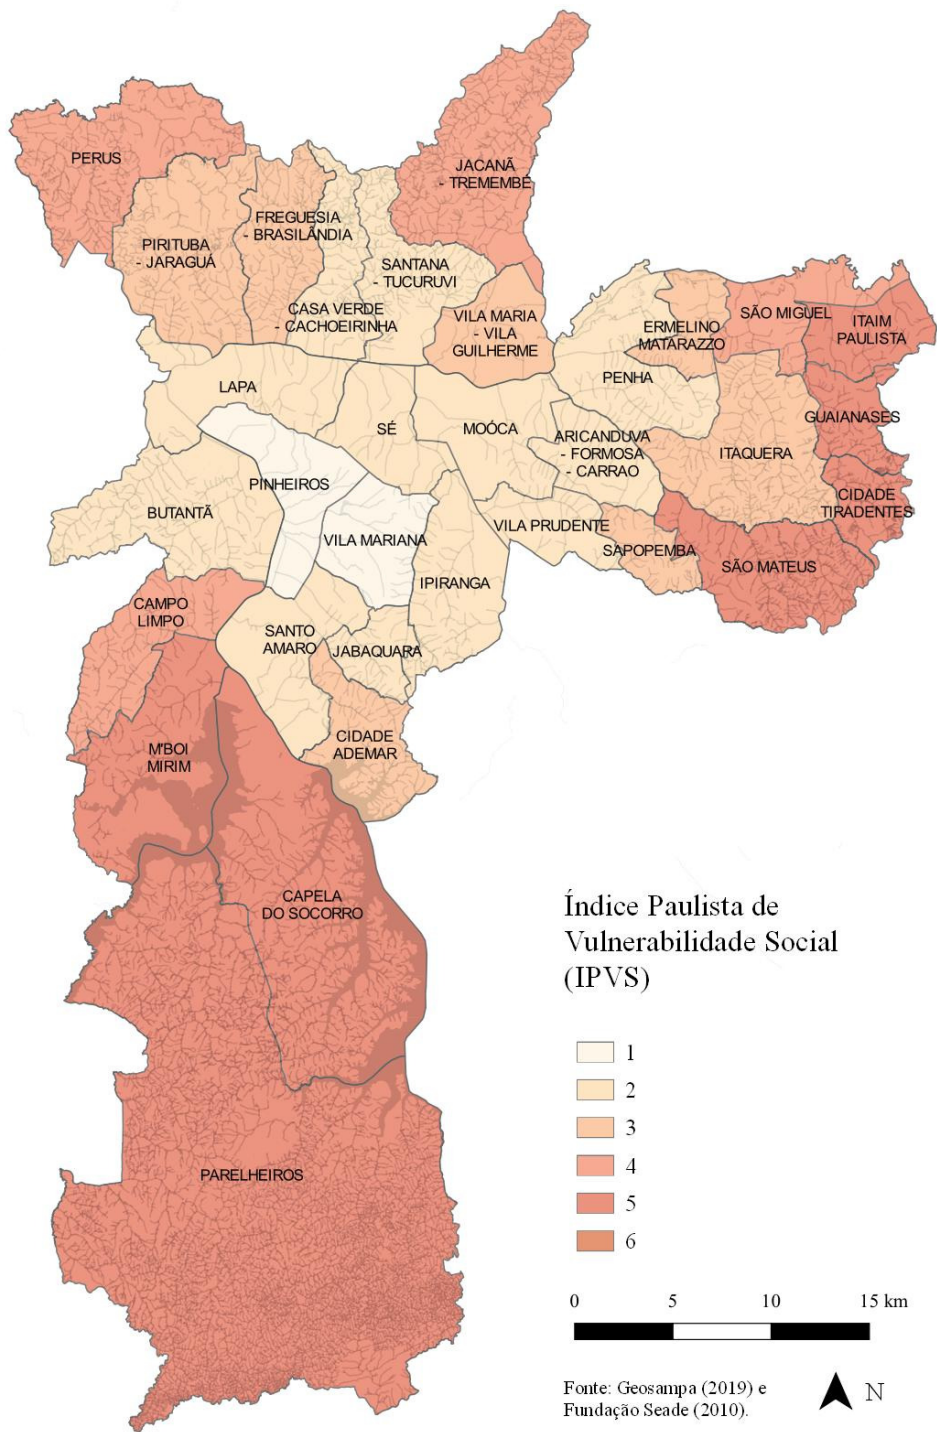 PERUS
JACANÃ
- TREMEMBÉ
PIRITUBA
- JARAGUÁ
FREGUESIA
- BRASILÂNDIA
CASA VERDE
- CACHOEIRINHA
SANTANA
- TUCURUVI
VILA MARIA
- VILA
GUILHERME
ERMELINO
MATARAZZO
SÃO MIGUEL
ITAIM
PAULISTA
LAPA
SÉ
MOÓCA
PENHA
ARICANDUVA
- FORMOSA
- CARRAO
ITAQUERA
GUAIANASES
CIDADE
TIRADENTES
BUTANTÃ
PINHEIROS
VILA MARIANA
IPIRANGA
VILA PRUDENTE
SAPOPEMBA
SÃO MATEUS
CAMPO
LIMPO
SANTO
AMARO
JABAQUARA
CIDADE
ADEMAR
M'BOI
MIRIM
CAPELA
DO SOCORRO
PARELHEIROS
Índice Paulista de
Vulnerabilidade Social
(IPVS)
1
2
3
4
5
6
0 5 10 15 km
Fonte: Geosampa (2019) e
Fundação Seade (2010).
N